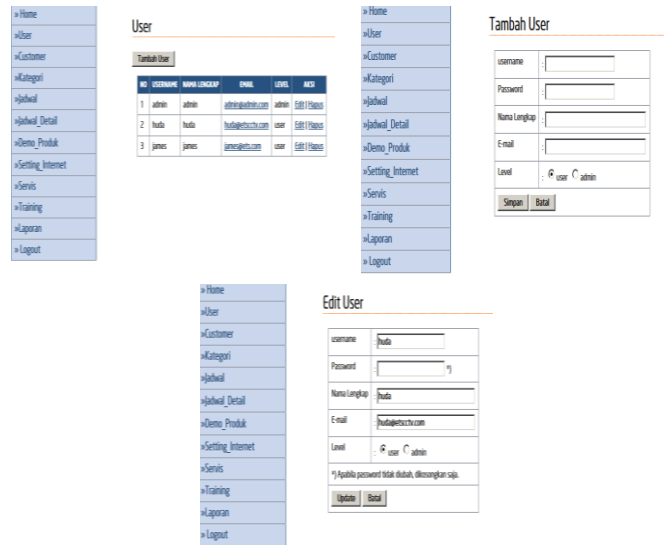 » Home
»User
»Customer
»Kategori
»Jadwal
»Jadwal_Detail
»Demo_Produk
»Setting_Internet
»Servis
»Training
»Laporan
» Logout
User
Tambah User
NO USERNAME NAMA LENGKAP EMAIL LEVEL AKSI
1 admin admin admin@admin.com admin Edit | Hapus
2 huda huda huda@etscctv.com user Edit | Hapus
3 james james james@ets.com user Edit | Hapus
» Home
»User
»Customer
»Kategori
»Jadwal
»Jadwal_Detail
»Demo_Produk
»Setting_Internet
»Servis
»Training
»Laporan
» Logout
Tambah User
username :
Password :
Nama Lengkap :
E-mail :
Level : user admin
Simpan Batal
» Home
»User
»Customer
»Kategori
»Jadwal
»Jadwal_Detail
»Demo_Produk
»Setting_Internet
»Servis
»Training
»Laporan
» Logout
Edit User
username : huda
Password : *)
Nama Lengkap : huda
E-mail : huda@etscctv.com
Level : user admin
*) Apabila password tidak diubah, dikosongkan saja.
Update Batal